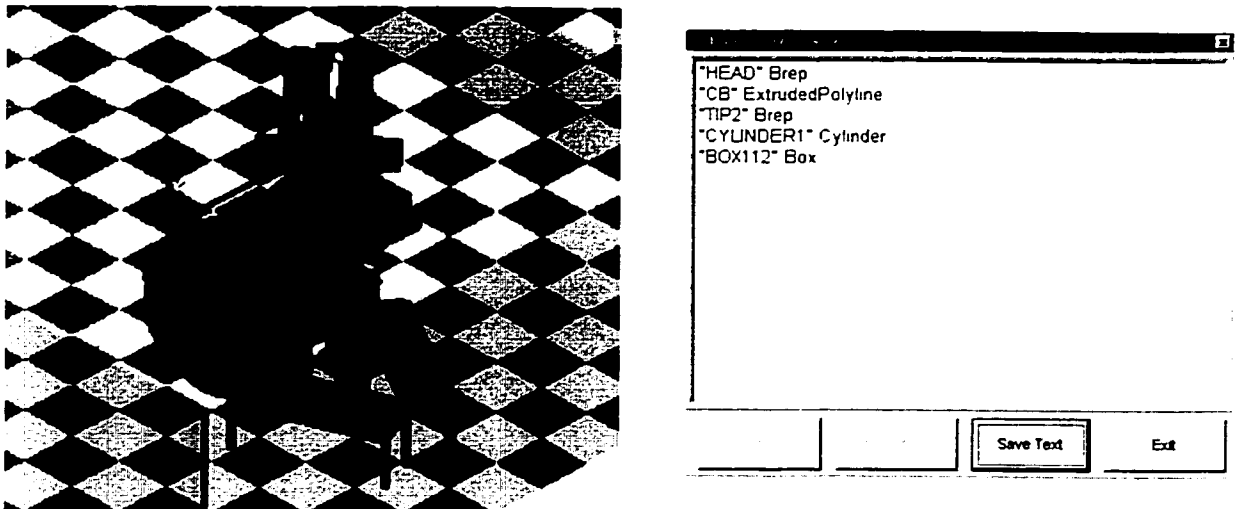 "HEAD" Brep
"CB" ExtrudedPolyline
"TIP2" Brep
"CYLINDER1" Cylinder
"BOX112" Box
Save Text
Exit